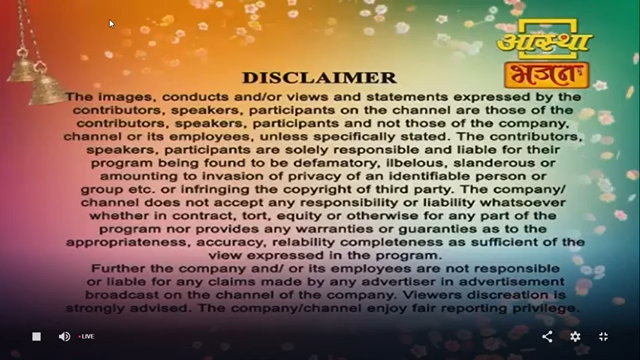 आस्था
भजन
DISCLAIMER
The images, conducts and/or views and statements expressed by the
contributors, speakers, participants on the channel are those of the
contributors, speakers, participants and not those of the company,
channel or its employees, unless specifically stated. The contributors,
speakers, participants are solely responsible and liable for their
program being found to be defamatory, ilbelous, slanderous or
amounting to invasion of privacy of an identifiable person or
group etc. or infringing the copyright of third party. The company/
channel does not accept any responsibility or liability whatsoever
whether in contract, tort, equity or otherwise for any part of the
program nor provides any warranties or guaranties as to the
appropriateness, accuracy, relability completeness as sufficient of the
view expressed in the program.
Further the company and/ or its employees are not responsible
or liable for any claims made by any advertiser in advertisement
broadcast on the channel of the company. Viewers discreation is
strongly advised. The company/channel enjoy fair reporting privilege.
LIVE